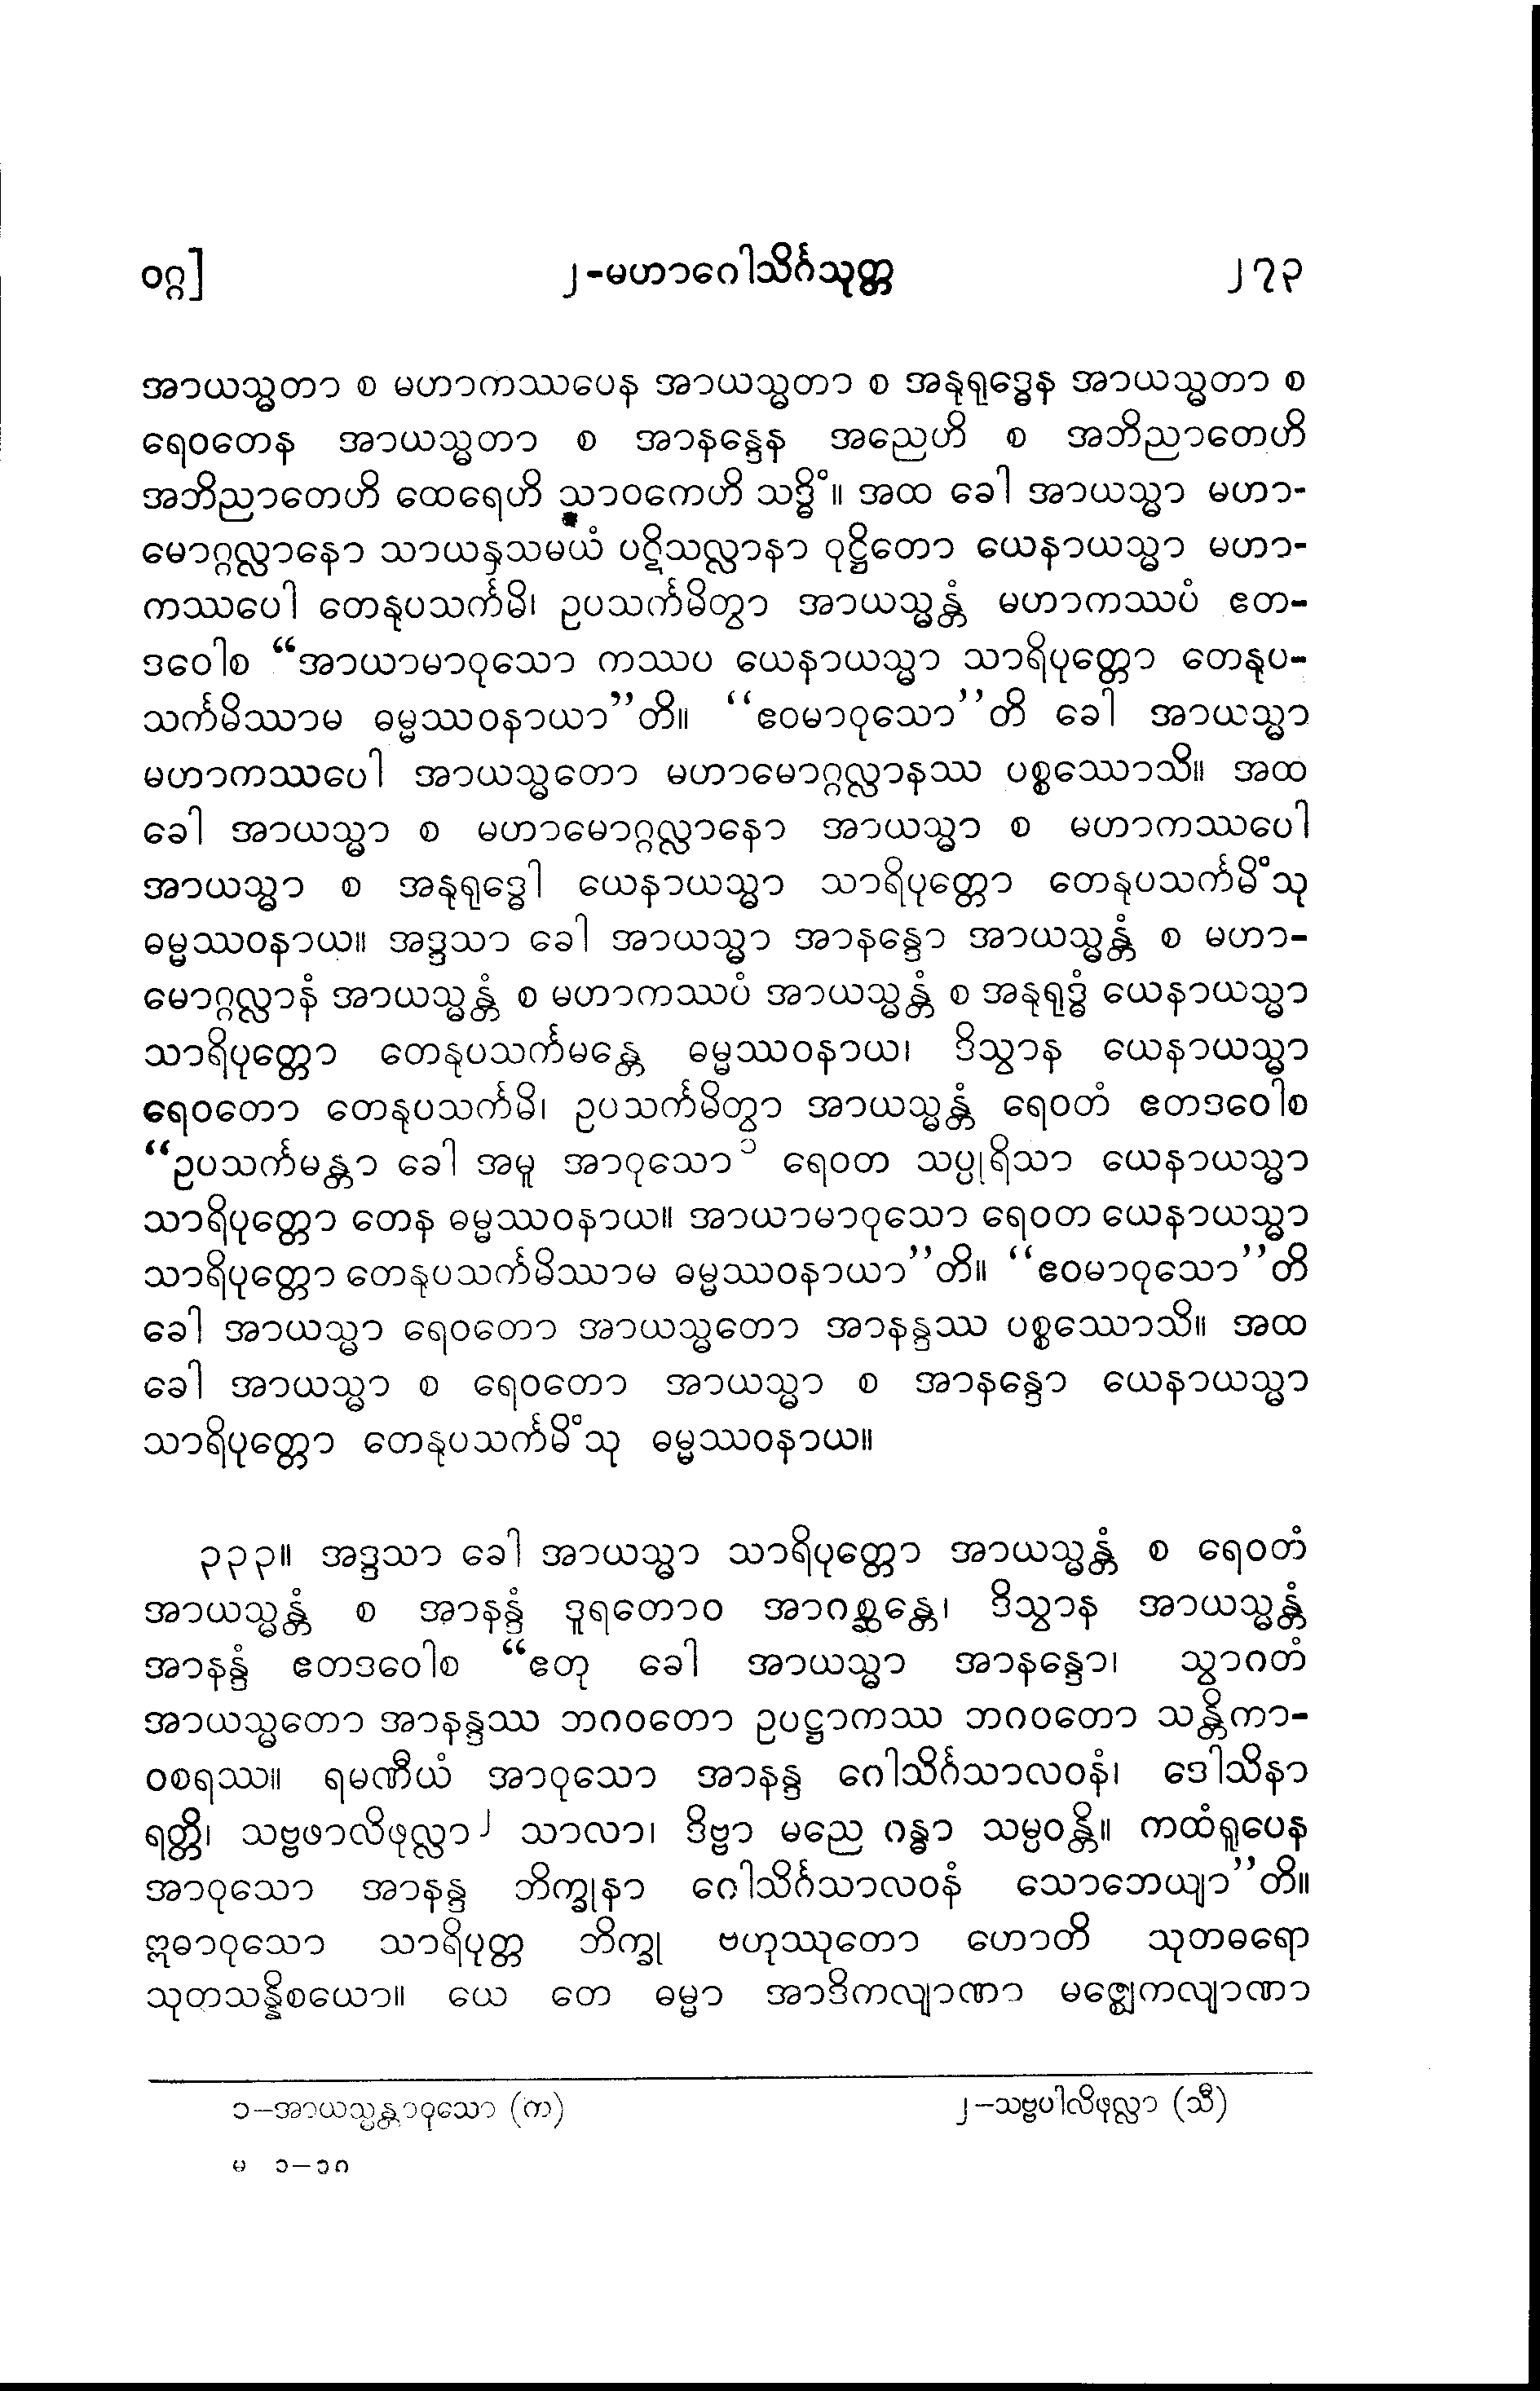 ဝဂ္ဂ] ၂-မဟာဂေါသိင်္ဂသုတ္တ ၂၇၃
အာယသ္မတာ စ မဟာကဿပေန အာယသ္မတာ စ အနုရုဒ္ဓေန အာယသ္မတာ စ
ရေဝတေန အာယသ္မတာ စ အာနန္ဒေန အညေဟိ စ အဘိညာတေဟိ
အဘိညာတေဟိ ထေရေဟိ သာဝကေဟိ သဒ္ဓိံ။ အထ ခေါ အာယသ္မာ မဟာ-
မောဂ္ဂလ္လာနော သာယနှသမယံ ပဋိသလ္လာနာ ဝုဋ္ဌိတော ယေနာယသ္မာ မဟာ-
ကဿပေါ တေနုပသင်္ကမိ၊ ဥပသင်္ကမိတွာ အာယသ္မန္တံ မဟာကဿပံ ဧတ-
ဒဝေါစ “အာယာမာဝုသော ကဿပ ယေနာယသ္မာ သာရိပုတ္တော တေနုပ-
သင်္ကမိဿာမ ဓမ္မဿဝနာယာ”တိ။ “ဧဝမာဝုသော”တိ ခေါ အာယသ္မာ
မဟာကဿပေါ အာယသ္မတော မဟာမောဂ္ဂလ္လာနဿ ပစ္စဿောသိ။ အထ
ခေါ အာယသ္မာ စ မဟာမောဂ္ဂလ္လာနော အာယသ္မာ စ မဟာကဿပေါ
အာယသ္မာ စ အနုရုဒ္ဓေါ ယေနာယသ္မာ သာရိပုတ္တော တေနုပသင်္ကမိံသု
ဓမ္မဿဝနာယ။ အဒ္ဒသာ ခေါ အာယသ္မာ အာနန္ဒော အာယသ္မန္တံ စ မဟာ-
မောဂ္ဂလ္လာနံ အာယသ္မန္တံ စ မဟာကဿပံ အာယသ္မန္တံ စ အနုရုဒ္ဓံ ယေနာယသ္မာ
သာရိပုတ္တော တေနုပသင်္ကမန္တေ ဓမ္မဿဝနာယ၊ ဒိသွာန ယေနာယသ္မာ
ရေဝတော တေနုပသင်္ကမိ၊ ဥပသင်္ကမိတွာ အာယသ္မန္တံ ရေဝတံ ဧတဒဝေါစ
“ဥပသင်္ကမန္တာ ခေါ အမူ အာဝုသော ၁ ရေဝတ သပ္ပုရိသာ ယေနာယသ္မာ
သာရိပုတ္တော တေန ဓမ္မဿဝနာယ။ အာယာမာဝုသော ရေဝတ ယေနာယသ္မာ
သာရိပုတ္တော တေနုပသင်္ကမိဿာမ ဓမ္မဿဝနာယာ”တိ။ “ဧဝမာဝုသော”တိ
ခေါ အာယသ္မာ ရေဝတော အာယသ္မတော အာနန္ဒဿ ပစ္စဿောသိ။ အထ
ခေါ အာယသ္မာ စ ရေဝတော အာယသ္မာ စ အာနန္ဒော ယေနာယသ္မာ
သာရိပုတ္တော တေနုပသင်္ကမိံသု ဓမ္မဿဝနာယ။
၃၃၃။ အဒ္ဒသာ ခေါ အာယသ္မာ သာရိပုတ္တော အာယသ္မန္တံ စ ရေဝတံ
အာယသ္မန္တံ စ အာနန္ဒံ ဒူရတောဝ အာဂစ္ဆန္တေ၊ ဒိသွာန အာယသ္မန္တံ
အာနန္ဒံ ဧတဒဝေါစ “ဧတု ခေါ အာယသ္မာ အာနန္ဒော၊ သွာဂတံ
အာယသ္မတော အာနန္ဒဿ ဘဂဝတော ဥပဋ္ဌာကဿ ဘဂဝတော သန္တိကာ-
ဝစရဿ။ ရမဏီယံ အာဝုသော အာနန္ဒ ဂေါသိင်္ဂသာလဝနံ၊ ဒေါသိနာ
ရတ္တိ၊ သဗ္ဗဖာလိဖုလ္လာ ၂ သာလာ၊ ဒိဗ္ဗာ မညေ ဂန္ဓာ သမ္ပဝန္တိ။ ကထံရူပေန
အာဝုသော အာနန္ဒ ဘိက္ခုနာ ဂေါသိင်္ဂသာလဝနံ သောဘေယျာ”တိ။
ဣဓာဝုသော သာရိပုတ္တ ဘိက္ခု ဗဟုဿုတော ဟောတိ သုတဓရော
သုတသန္နိစယော။ ယေ တေ ဓမ္မာ အာဒိကလျာဏာ မဇ္ဈေကလျာဏာ
၁–အာယသ္မန္တာဝုသော (က) ၂–သဗ္ဗပါလိဖုလ္လာ (သီ)
မ ၁–၁၈